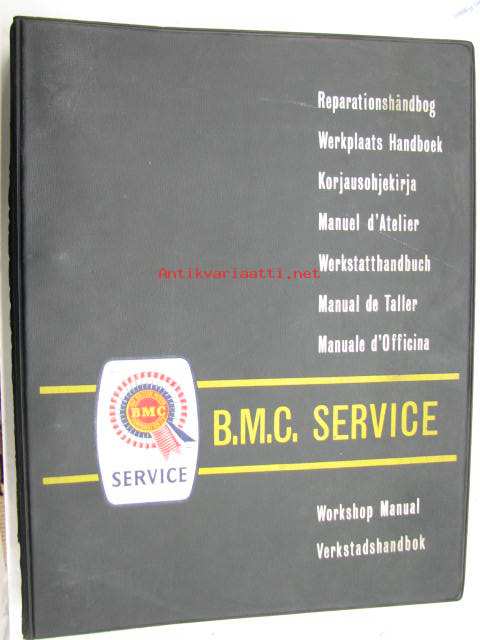 Reparationshåndbog
Werkplaats Handboek
Korjausohjekirja
Manuel d'Atelier
Antikvariaatti.net
Werkstatthandbuch
Manual de Taller
Manuale d'Officina
BMC
SERVICE
B.M.C. SERVICE
Workshop Manual
Verkstadshandbok